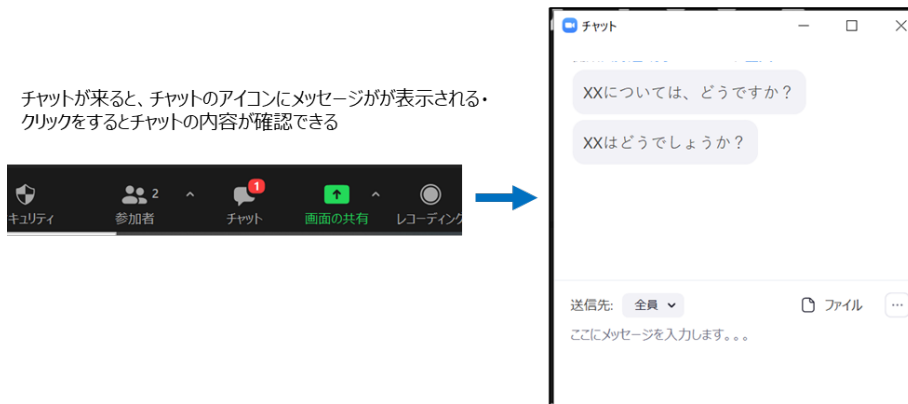 チャットが来ると、チャットのアイコンにメッセージがが表示される・
クリックをするとチャットの内容が確認できる
キュリティ
2
参加者
1
チャット
画面の共有
レコーディング
チャット
XXについては、どうですか？
XXはどうでしょうか？
送信先: 全員
ファイル
ここにメッセージを入力します。。。